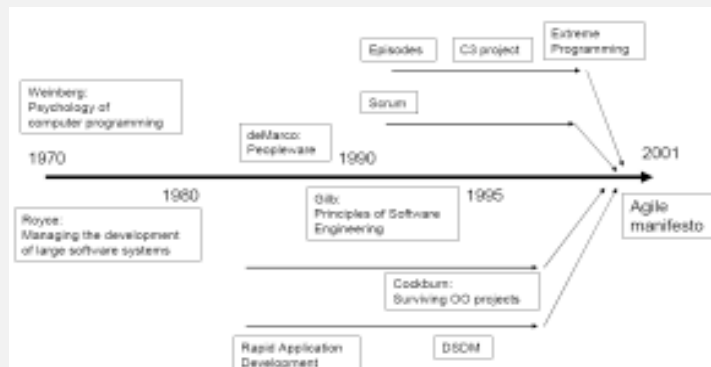 Episodes
C3 project
Extreme
Programming
Weinberg:
Psychology of
computer programming
Scrum
deMarco:
Peopleware
1970
1990
2001
1980
Gilb:
Principles of Software
Engineering
1995
Agile
manifesto
Royce:
Managing the development
of large software systems
Cockburn:
Surviving OO projects
Rapid Application
Development
DSDM